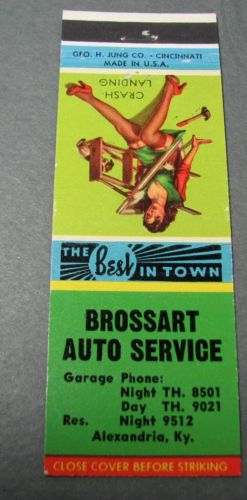 GEO. H. JUNG CO. - CINCINNATI
MADE IN U.S.A.
CRASH-
LANDING
THE Best IN TOWN
BROSSART
AUTO SERVICE
Garage Phone:
Night TH. 8501
Day TH. 9021
Res. Night 9512
Alexandria, Ky.
CLOSE COVER BEFORE STRIKING